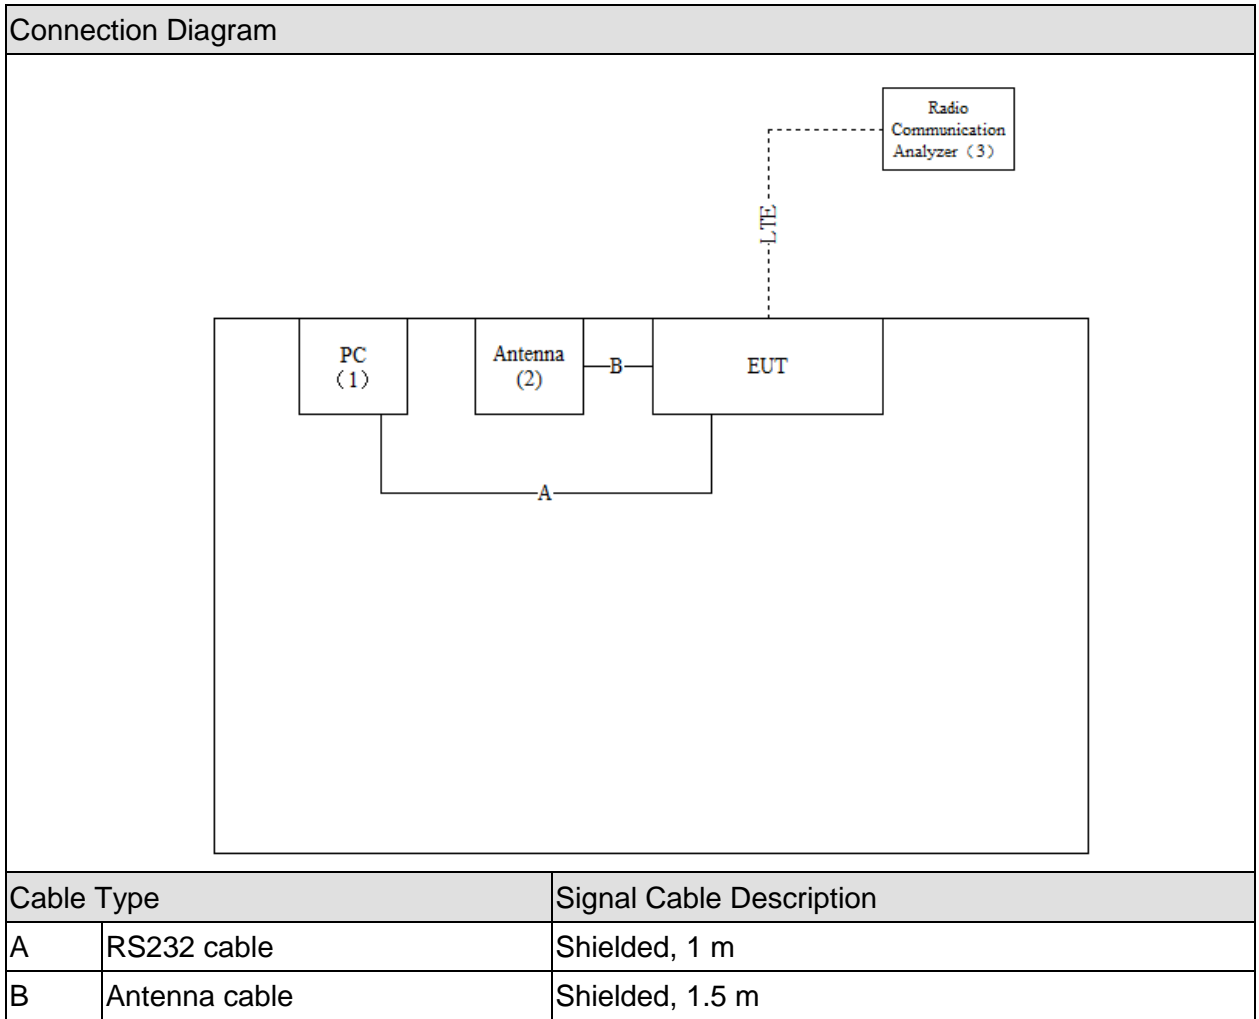 Connection Diagram
Radio
Communication
Analyzer（3）
LTE
PC
（1）
Antenna
(2)
B
EUT
A
Cable Type Signal Cable Description
A RS232 cable Shielded, 1 m
B Antenna cable Shielded, 1.5 m